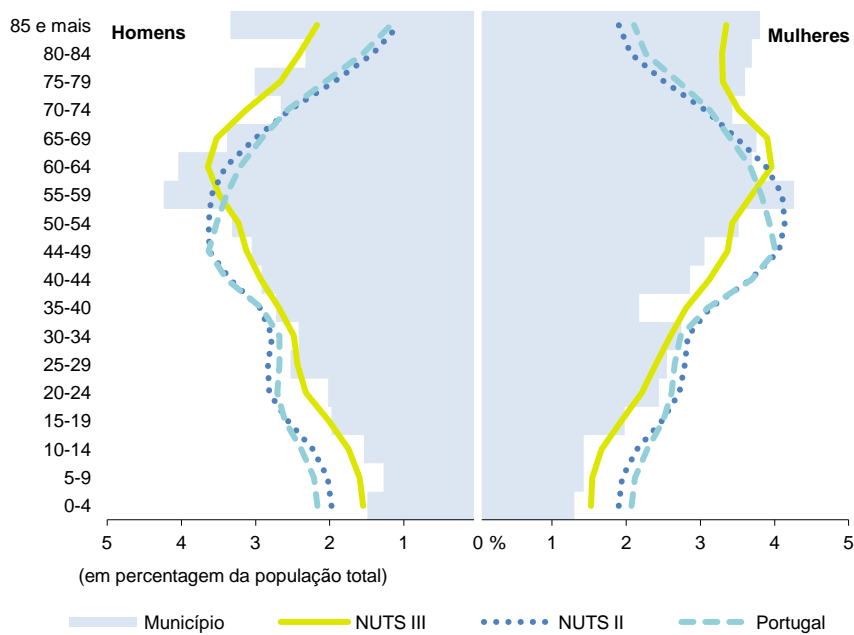 85 e mais
Homens
Mulheres
80-84
75-79
70-74
65-69
60-64
55-59
50-54
44-49
40-44
35-40
30-34
25-29
20-24
15-19
10-14
5-9
0-4
5 4 3 2 1 0 % 1 2 3 4 5
(em percentagem da população total)
Município NUTS III NUTS II Portugal